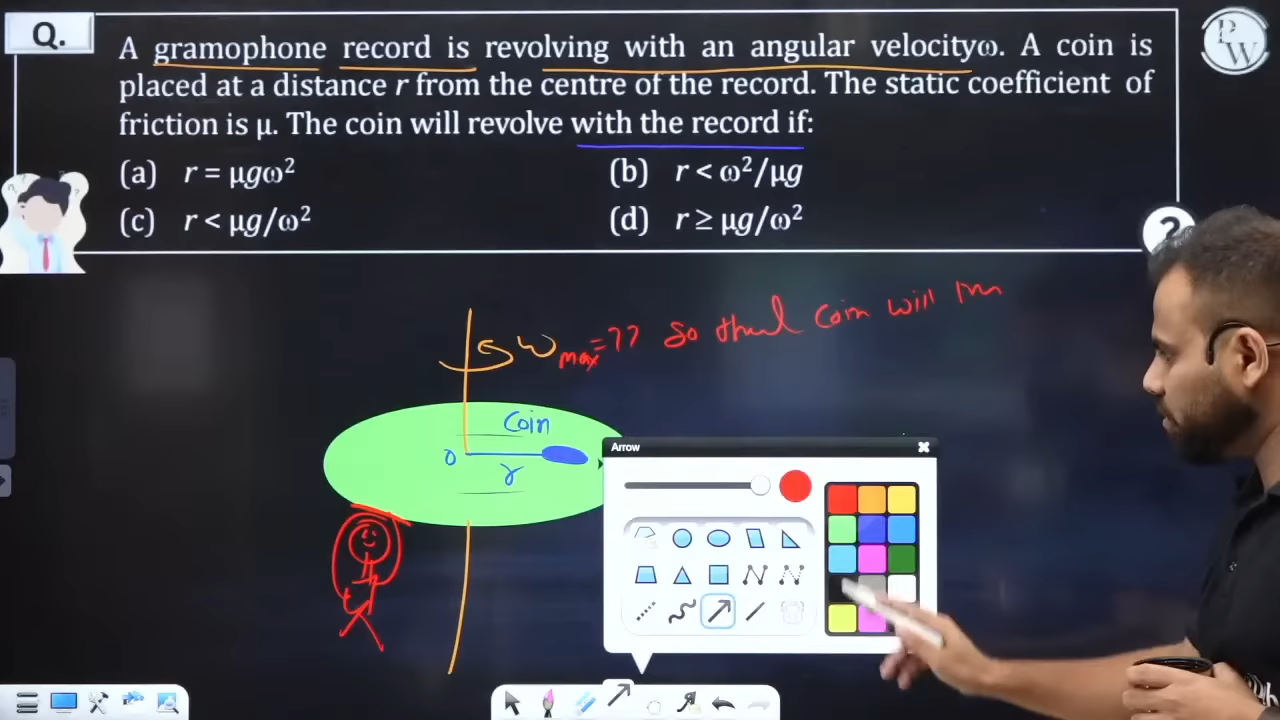 Q.
A gramophone record is revolving with an angular velocityω. A coin is
placed at a distance r from the centre of the record. The static coefficient of
friction is μ. The coin will revolve with the record if:
(a) r = μgω²
(b) r < ω²/μg
(c) r < μg/ω²
(d) r ≥ μg/ω²
PW
?
ω max = ?? So that coin will
Coin
O
r
Arrow